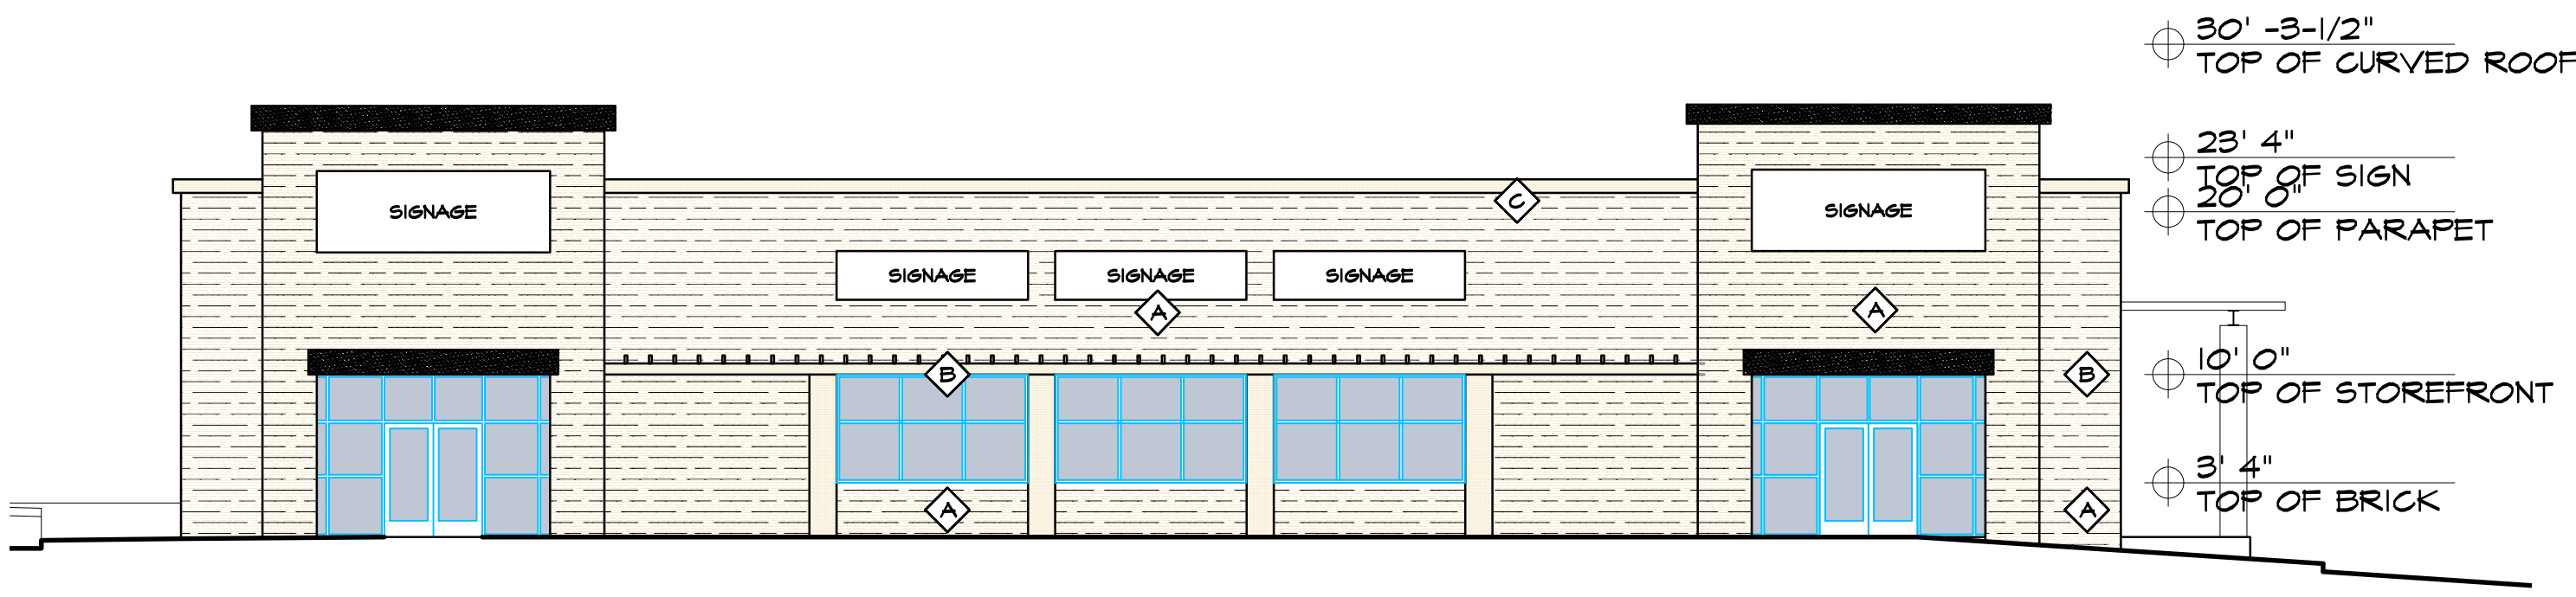 30' -3-1/2"
TOP OF CURVED ROOF
23' 4"
TOP OF SIGN
20' 0"
TOP OF PARAPET
C
SIGNAGE
SIGNAGE
SIGNAGE
SIGNAGE
SIGNAGE
A
A
B
B
10' 0"
TOP OF STOREFRONT
3' 4"
TOP OF BRICK
A
A